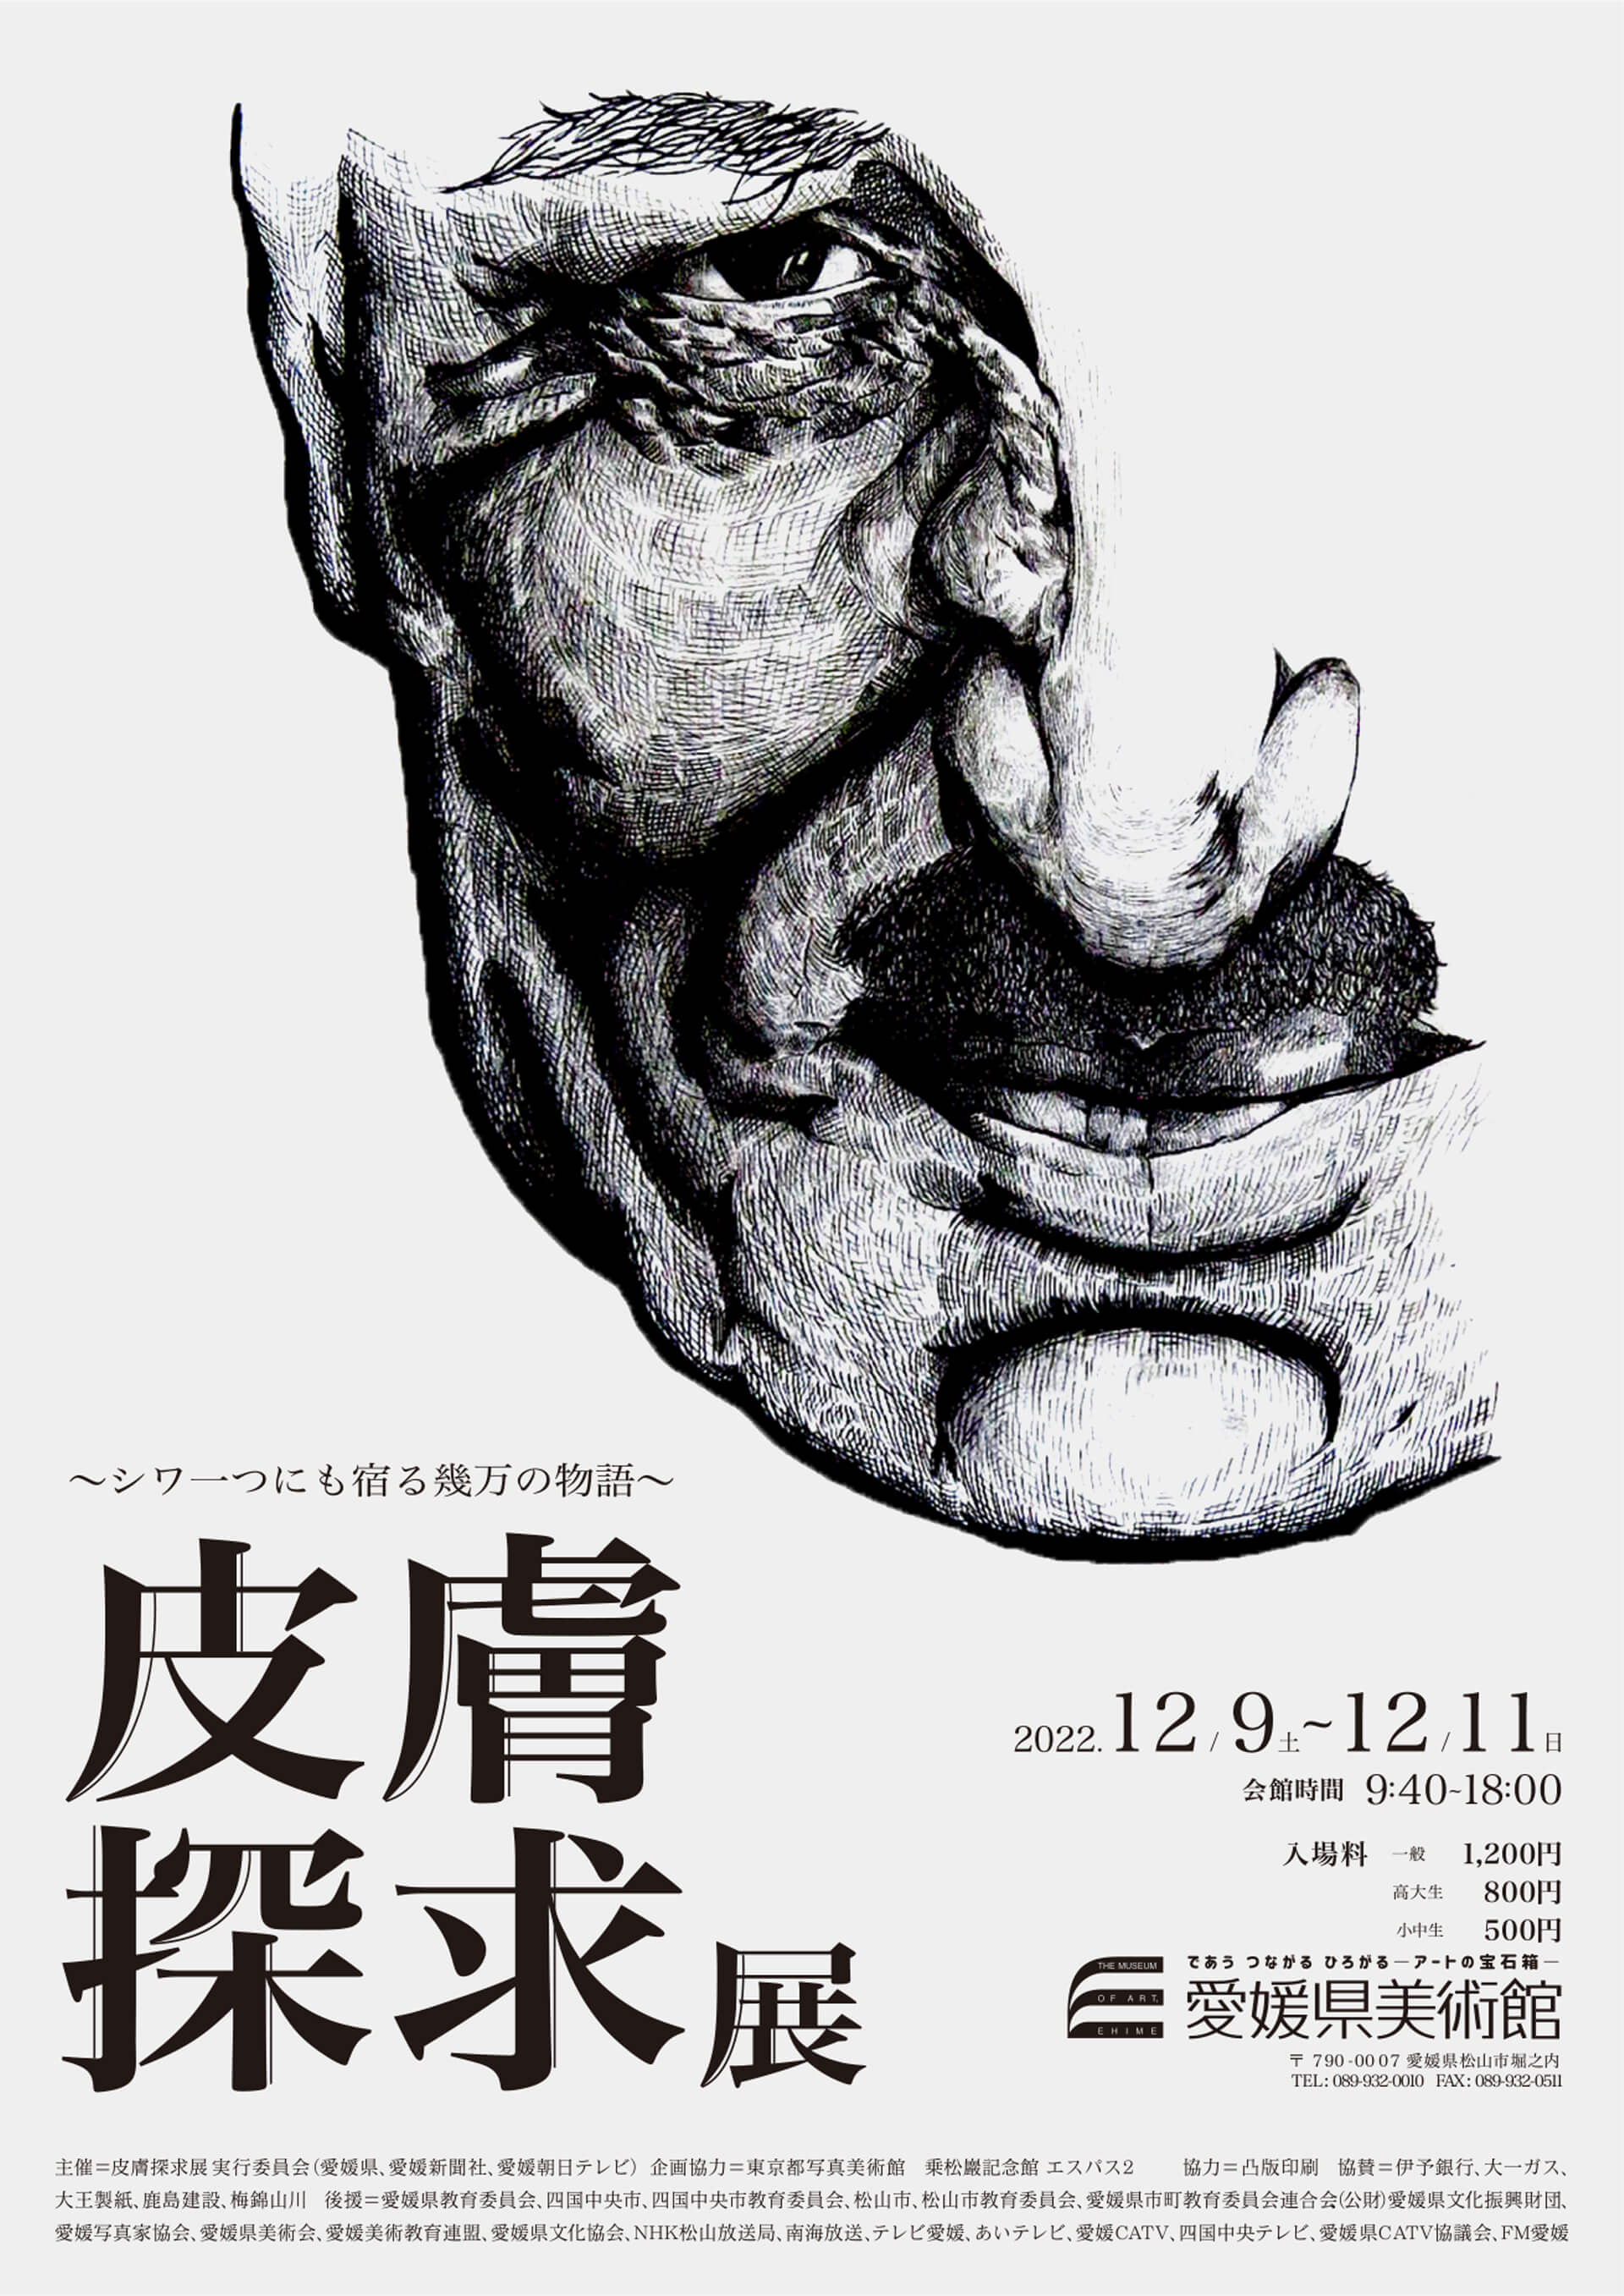 ～シワ一つにも宿る幾万の物語～
皮膚
探求展
2022.12/9土~12/11日
会館時間 9:40~18:00
入場料 一般 1,200円
高大生 800円
小中生 500円
THE MUSEUM
OF ART,
EHIME
であう つながる ひろがる—アートの宝石箱—
愛媛県美術館
〒790-0007 愛媛県松山市堀之内
TEL: 089-932-0010 FAX: 089-932-0511
主催＝皮膚探求展実行委員会(愛媛県、愛媛新聞社、愛媛朝日テレビ) 企画協力＝東京都写真美術館 乗松巖記念館 エスパス2 協力＝凸版印刷 協賛＝伊予銀行、大一ガス、
大王製紙、鹿島建設、梅錦山川 後援＝愛媛県教育委員会、四国中央市、四国中央市教育委員会、松山市、松山市教育委員会、愛媛県市町教育委員会連合会(公財)愛媛県文化振興財団、
愛媛写真家協会、愛媛県美術会、愛媛美術教育連盟、愛媛県文化協会、NHK松山放送局、南海放送、テレビ愛媛、あいテレビ、愛媛CATV、四国中央テレビ、愛媛県CATV協議会、FM愛媛